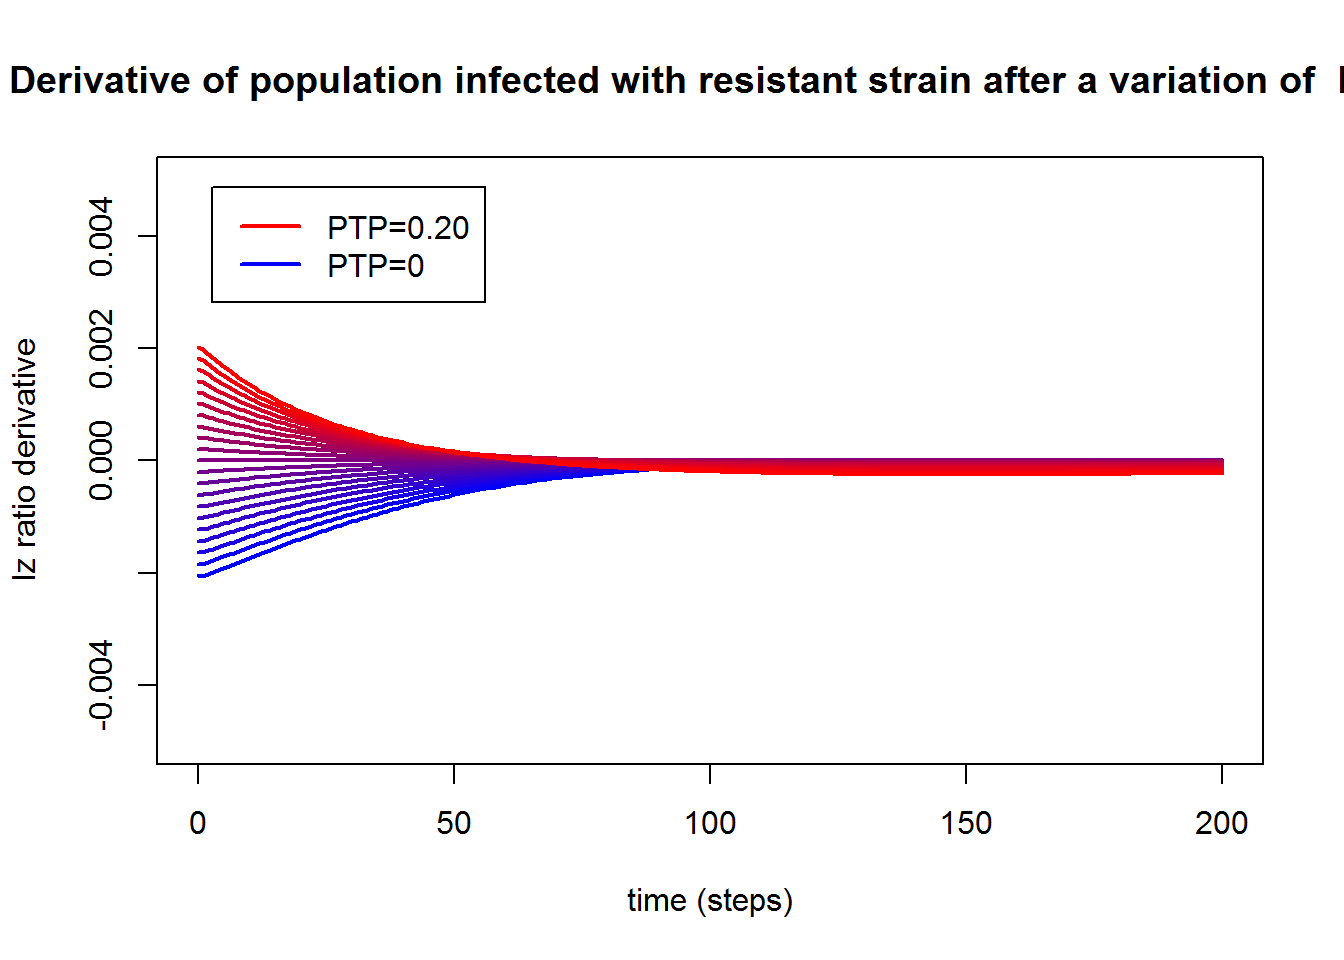 Derivative of population infected with resistant strain after a variation of
PTP=0.20
PTP=0
0.004
0.002
0.000
-0.004
Iz ratio derivative
0
50
100
150
200
time (steps)